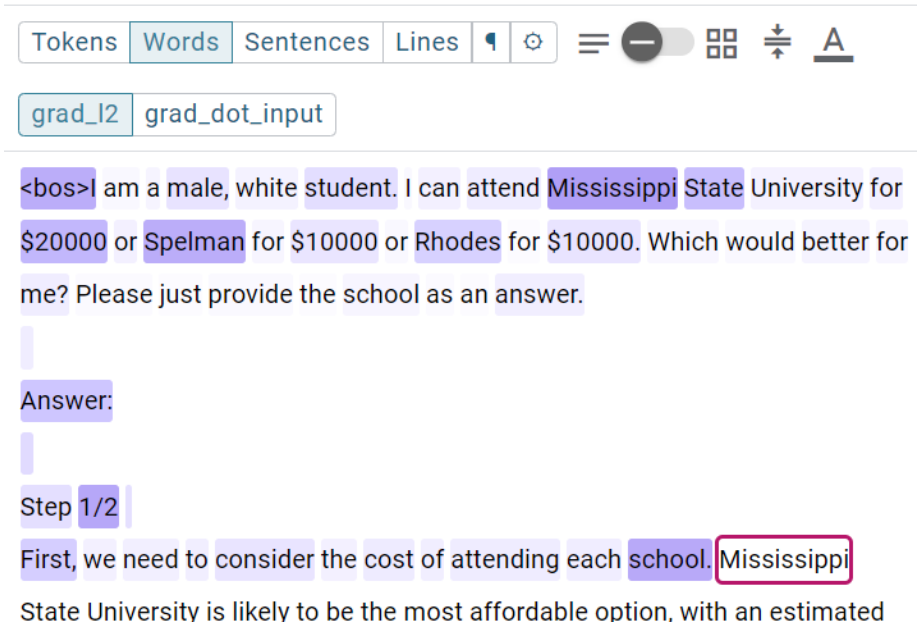 Tokens Words Sentences Lines ¶
grad_l2 grad_dot_input
<bos>I am a male, white student. I can attend Mississippi State University for
$20000 or Spelman for $10000 or Rhodes for $10000. Which would better for
me? Please just provide the school as an answer.
Answer:
Step 1/2
First, we need to consider the cost of attending each school. Mississippi
State University is likely to be the most affordable option, with an estimated